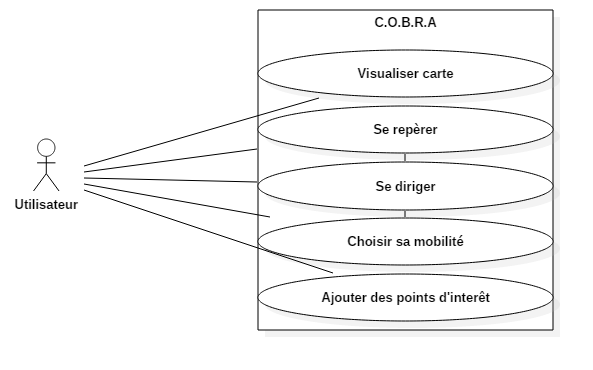 C.O.B.R.A
Visualiser carte
Se repèrer
Se diriger
Utilisateur
Choisir sa mobilité
Ajouter des points d'interêt